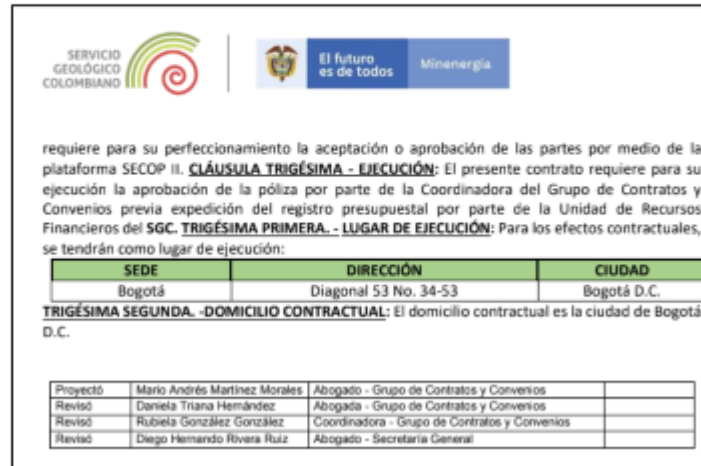 SERVICIO
GEOLÓGICO
COLOMBIANO
El futuro
es de todos
Minenergía
requiere para su perfeccionamiento la aceptación o aprobación de las partes por medio de la
plataforma SECOP II. CLÁUSULA TRIGÉSIMA - EJECUCIÓN: El presente contrato requiere para su
ejecución la aprobación de la póliza por parte de la Coordinadora del Grupo de Contratos y
Convenios previa expedición del registro presupuestal por parte de la Unidad de Recursos
Financieros del SGC. TRIGÉSIMA PRIMERA. - LUGAR DE EJECUCIÓN: Para los efectos contractuales,
se tendrán como lugar de ejecución:
SEDE DIRECCIÓN CIUDAD
Bogotá Diagonal 53 No. 34-53 Bogotá D.C.
TRIGÉSIMA SEGUNDA. -DOMICILIO CONTRACTUAL: El domicilio contractual es la ciudad de Bogotá
D.C.
Proyectó Mario Andrés Martínez Morales Abogado - Grupo de Contratos y Convenios
Revisó Daniela Triana Hernández Abogada - Grupo de Contratos y Convenios
Revisó Rubiela González González Coordinadora - Grupo de Contratos y Convenios
Revisó Diego Hernando Rivera Ruiz Abogado - Secretaría General